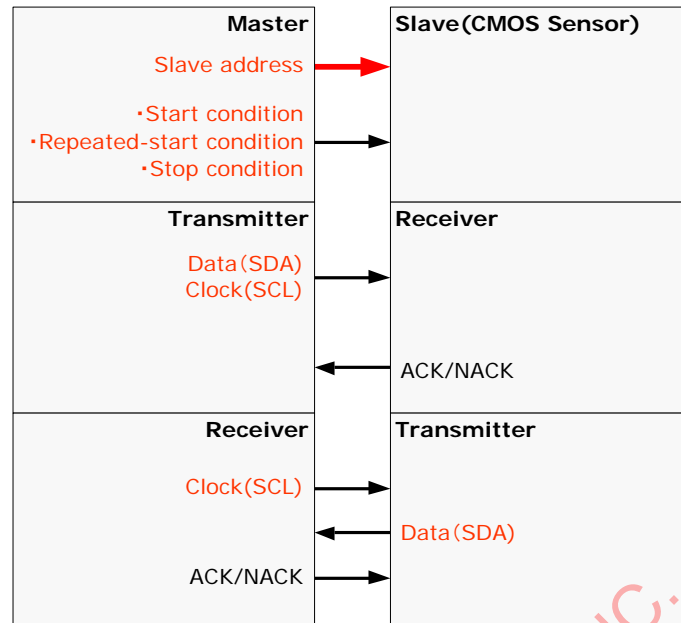 Master
Slave(CMOS Sensor)
Slave address
・Start condition
・Repeated-start condition
・Stop condition
Transmitter
Receiver
Data(SDA)
Clock(SCL)
ACK/NACK
Receiver
Transmitter
Clock(SCL)
Data(SDA)
ACK/NACK